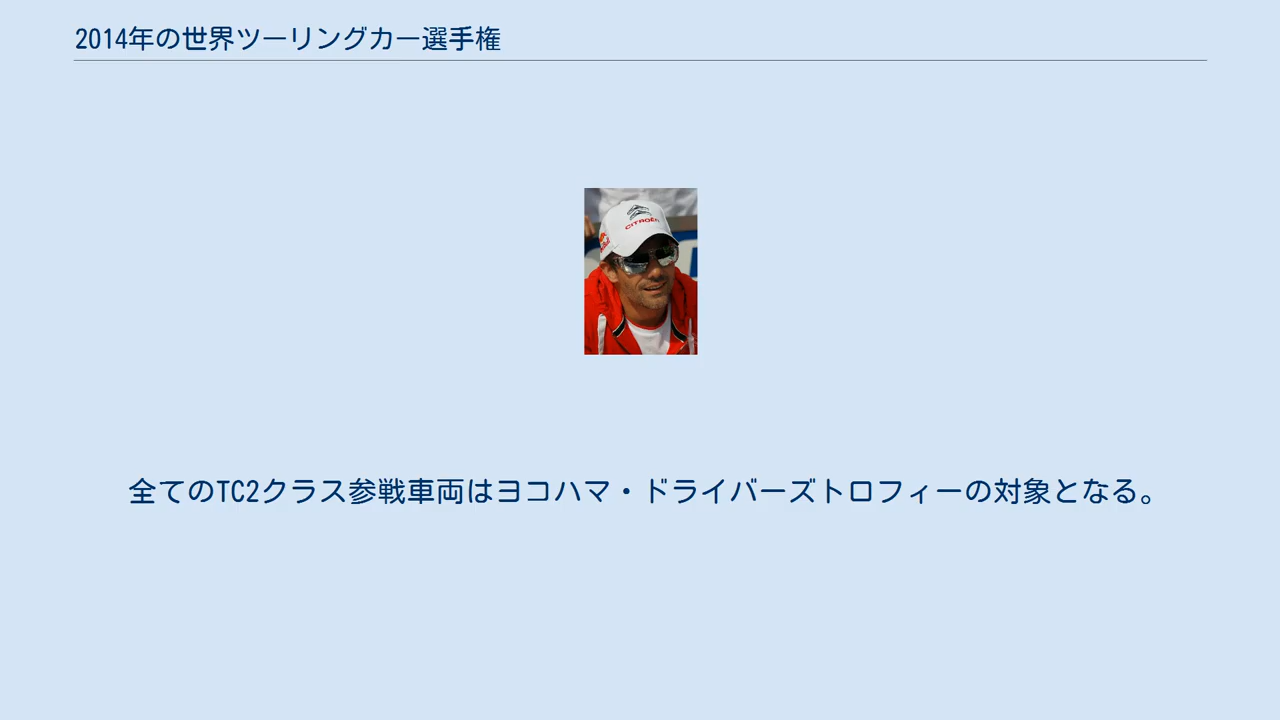 2014年の世界ツーリングカー選手権
CITROËN
全てのTC2クラス参戦車両はヨコハマ・ドライバーズトロフィーの対象となる。